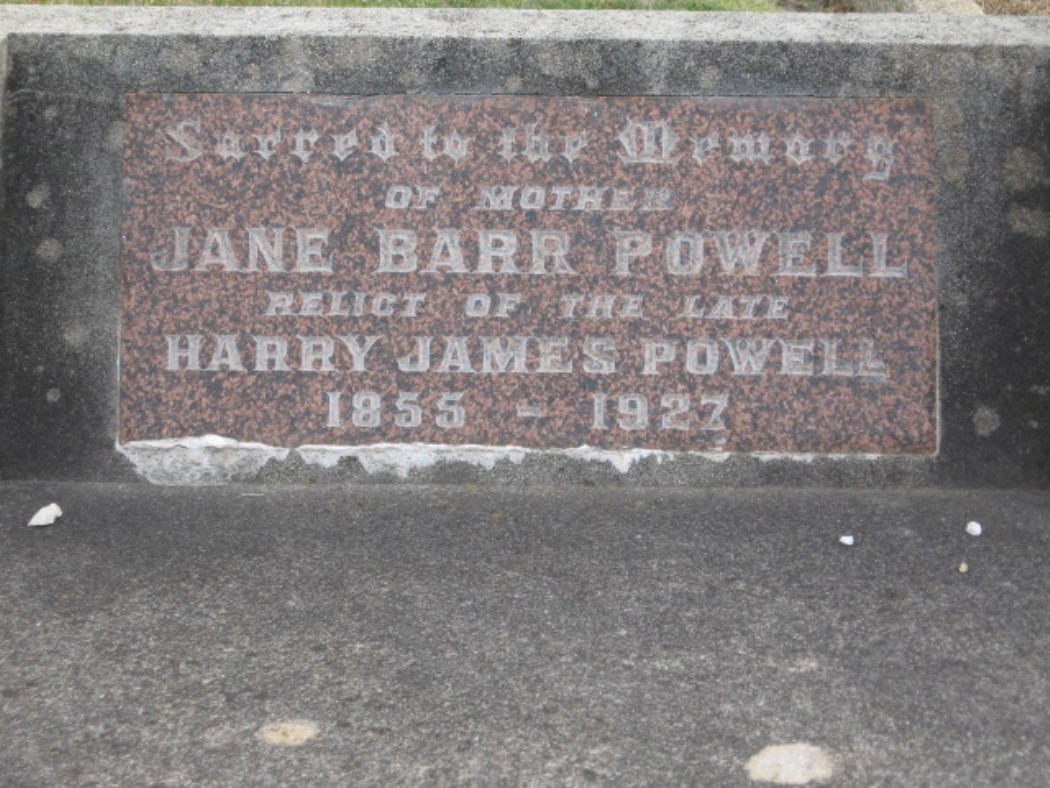 Sacred to the Memory
OF MOTHER
JANE BARR POWELL
RELICT OF THE LATE
HARRY JAMES POWELL
1855 - 1927